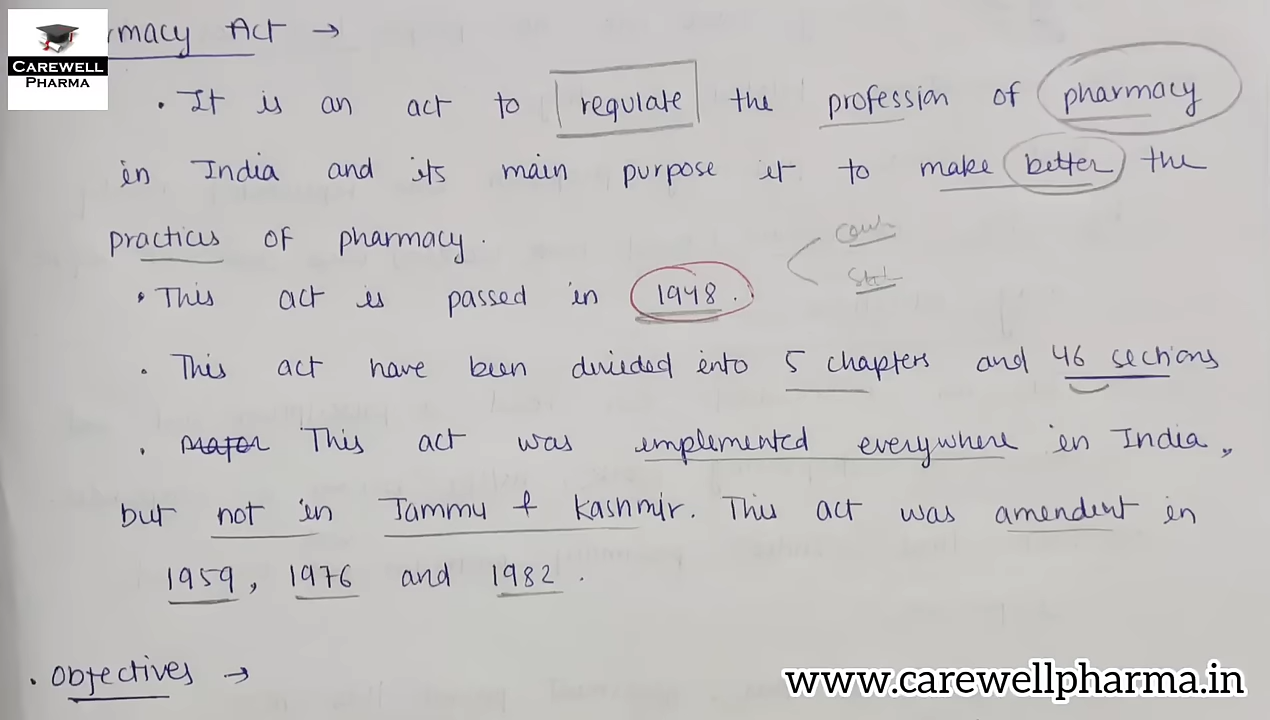 CAREWELL
PHARMA
rmacy Act →
. It is an act to regulate the profession of pharmacy
in India and its main purpose it to make better the
practices of pharmacy.
. This act is passed in 1948.
. This act have been divided into 5 chapters and 46 sections
. Major This act was implemented everywhere in India,
but not in Jammu & Kashmir. This act was amendent in
1959, 1976 and 1982.
. Objectives →
www.carewellpharma.in